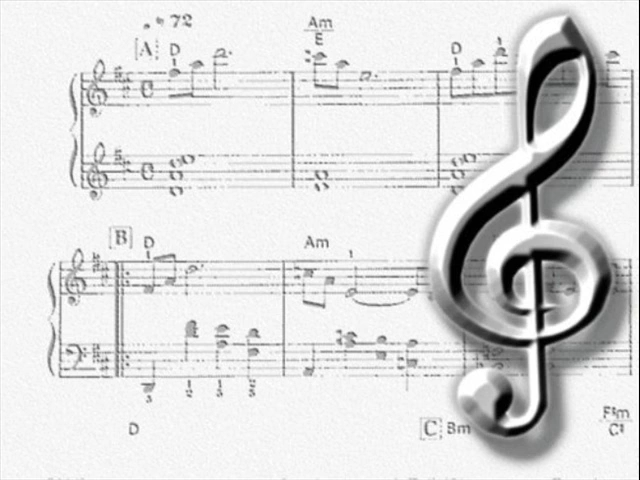 = 72
[A] D
Am
E
D
[B] D
Am
D
[C] Bm
F♯m
C♯